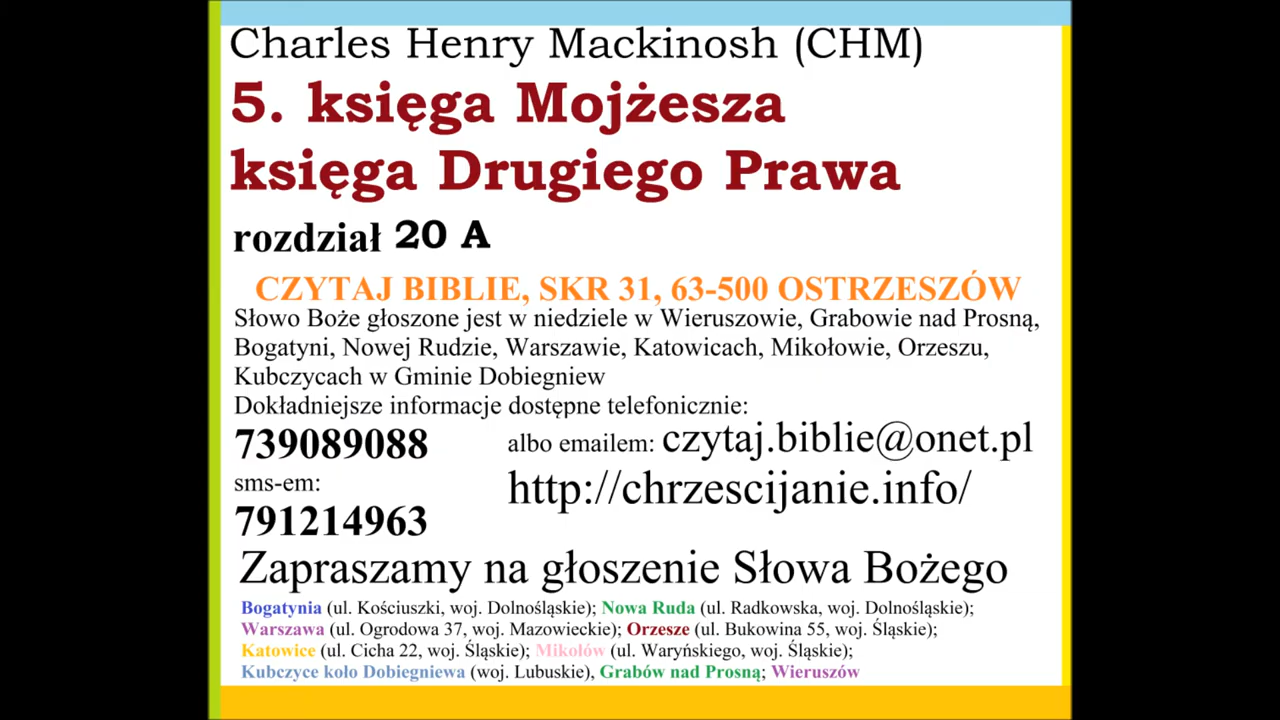 Charles Henry Mackinosh (CHM)
5. księga Mojżesza
księga Drugiego Prawa
rozdział 20 A
CZYTAJ BIBLIE, SKR 31, 63-500 OSTRZESZÓW
Słowo Boże głoszone jest w niedziele w Wieruszowie, Grabowie nad Prosną,
Bogatyni, Nowej Rudzie, Warszawie, Katowicach, Mikołowie, Orzeszu,
Kubczycach w Gminie Dobiegniew
Dokładniejsze informacje dostępne telefonicznie:
739089088
albo emailem: czytaj.biblie@onet.pl
sms-em:
http://chrzescijanie.info/
791214963
Zapraszamy na głoszenie Słowa Bożego
Bogatynia (ul. Kościuszki, woj. Dolnośląskie); Nowa Ruda (ul. Radkowska, woj. Dolnośląskie);
Warszawa (ul. Ogrodowa 37, woj. Mazowieckie); Orzesze (ul. Bukowina 55, woj. Śląskie);
Katowice (ul. Cicha 22, woj. Śląskie); Mikołów (ul. Waryńskiego, woj. Śląskie);
Kubczyce koło Dobiegniewa (woj. Lubuskie), Grabów nad Prosną; Wieruszów